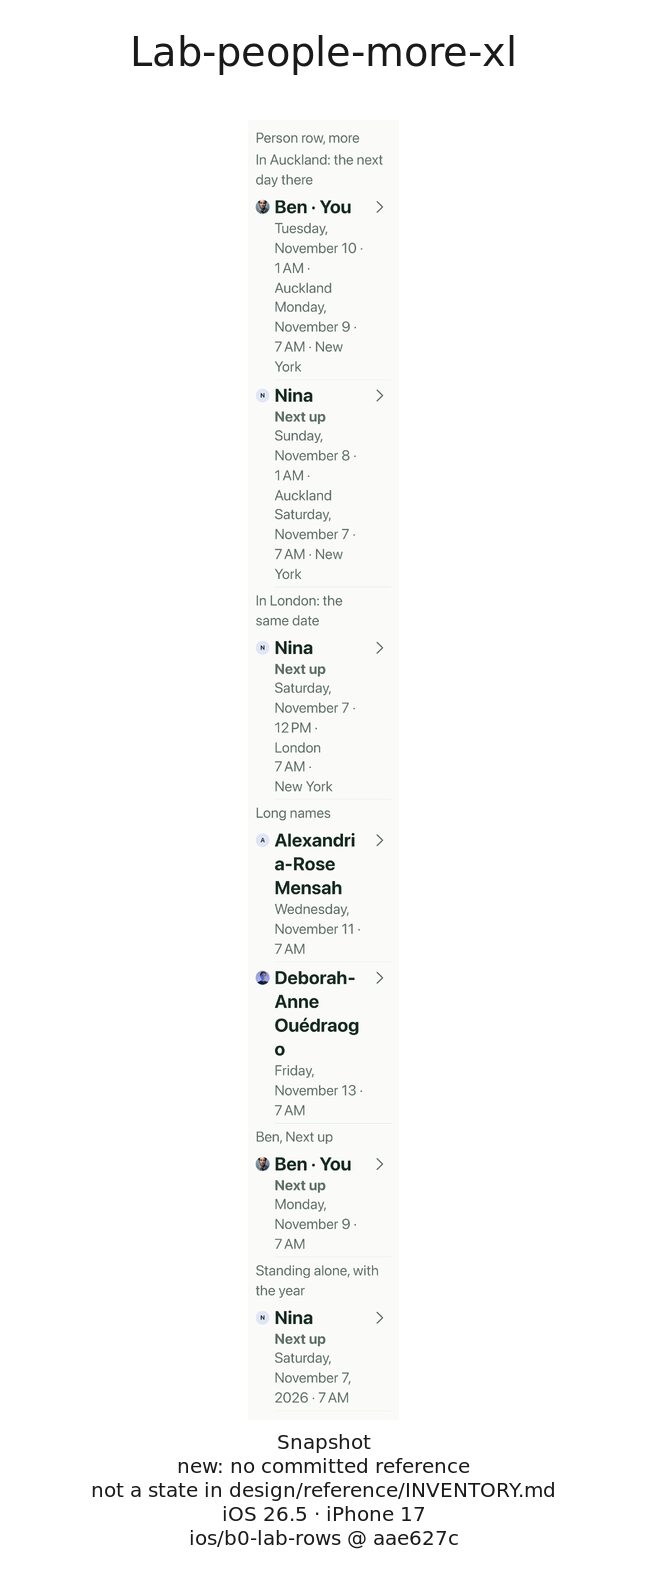 Lab-people-more-xl
Person row, more
In Auckland: the next
day there
Ben · You
Tuesday,
November 10 ·
1 AM ·
Auckland
Monday,
November 9 ·
7 AM · New
York
N
Nina
Next up
Sunday,
November 8 ·
1 AM ·
Auckland
Saturday,
November 7 ·
7 AM · New
York
In London: the
same date
N
Nina
Next up
Saturday,
November 7 ·
12 PM ·
London
7 AM ·
New York
Long names
A
Alexandri
a-Rose
Mensah
Wednesday,
November 11 ·
7 AM
Deborah-
Anne
Ouédraog
o
Friday,
November 13 ·
7 AM
Ben, Next up
Ben · You
Next up
Monday,
November 9 ·
7 AM
Standing alone, with
the year
N
Nina
Next up
Saturday,
November 7,
2026 · 7 AM
Snapshot
new: no committed reference
not a state in design/reference/INVENTORY.md
iOS 26.5 · iPhone 17
ios/b0-lab-rows @ aae627c